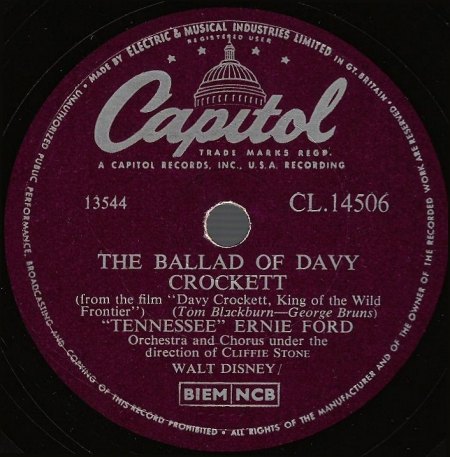 MADE BY ELECTRIC & MUSICAL INDUSTRIES LIMITED IN GT. BRITAIN • ALL RIGHTS OF THE MANUFACTURER AND OF THE OWNER OF THE RECORDED WORK ARE RESERVED
UNAUTHORIZED PUBLIC PERFORMANCE, BROADCASTING AND COPYING OF THIS RECORD PROHIBITED
REGISTERED USER
Capitol
TRADE MARKS REGD.
A CAPITOL RECORDS, INC., U.S.A. RECORDING
13544
CL.14506
THE BALLAD OF DAVY
CROCKETT
(from the film "Davy Crockett, King of the Wild
Frontier") (Tom Blackburn—George Bruns)
"TENNESSEE" ERNIE FORD
Orchestra and Chorus under the
direction of CLIFFIE STONE
WALT DISNEY/
BIEM NCB